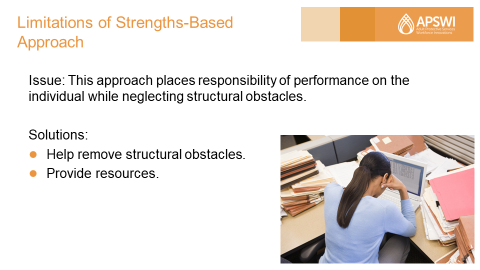 Limitations of Strengths-Based
Approach
APSWI
Issue: This approach places responsibility of performance on the
individual while neglecting structural obstacles.
Solutions:
Help remove structural obstacles.
Provide resources.